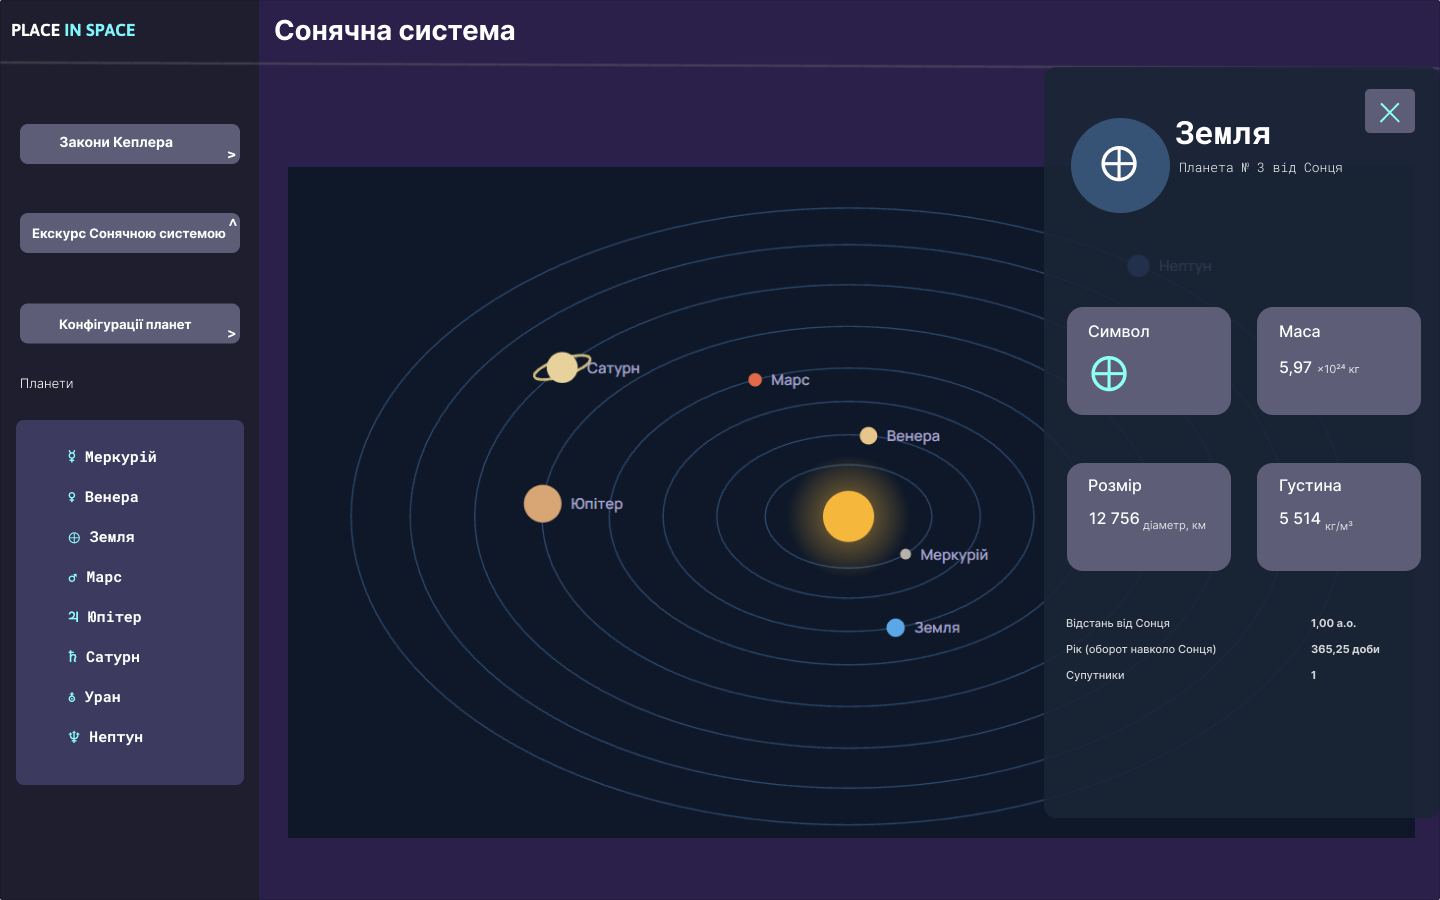 PLACE IN SPACE
Сонячна система
Закони Кеплера
>
Екскурс Сонячною системою
^
Конфігурації планет
>
Планети
☿ Меркурій
♀ Венера
⊕ Земля
♂ Марс
♃ Юпітер
♄ Сатурн
⛢ Уран
♆ Нептун
Сатурн
Марс
Венера
Юпітер
Меркурій
Земля
Нептун
Земля
Планета № 3 від Сонця
Символ
⊕
Маса
5,97 ×10²⁴ кг
Розмір
12 756 діаметр, км
Густина
5 514 кг/м³
Відстань від Сонця 1,00 а.о.
Рік (оборот навколо Сонця) 365,25 доби
Супутники 1